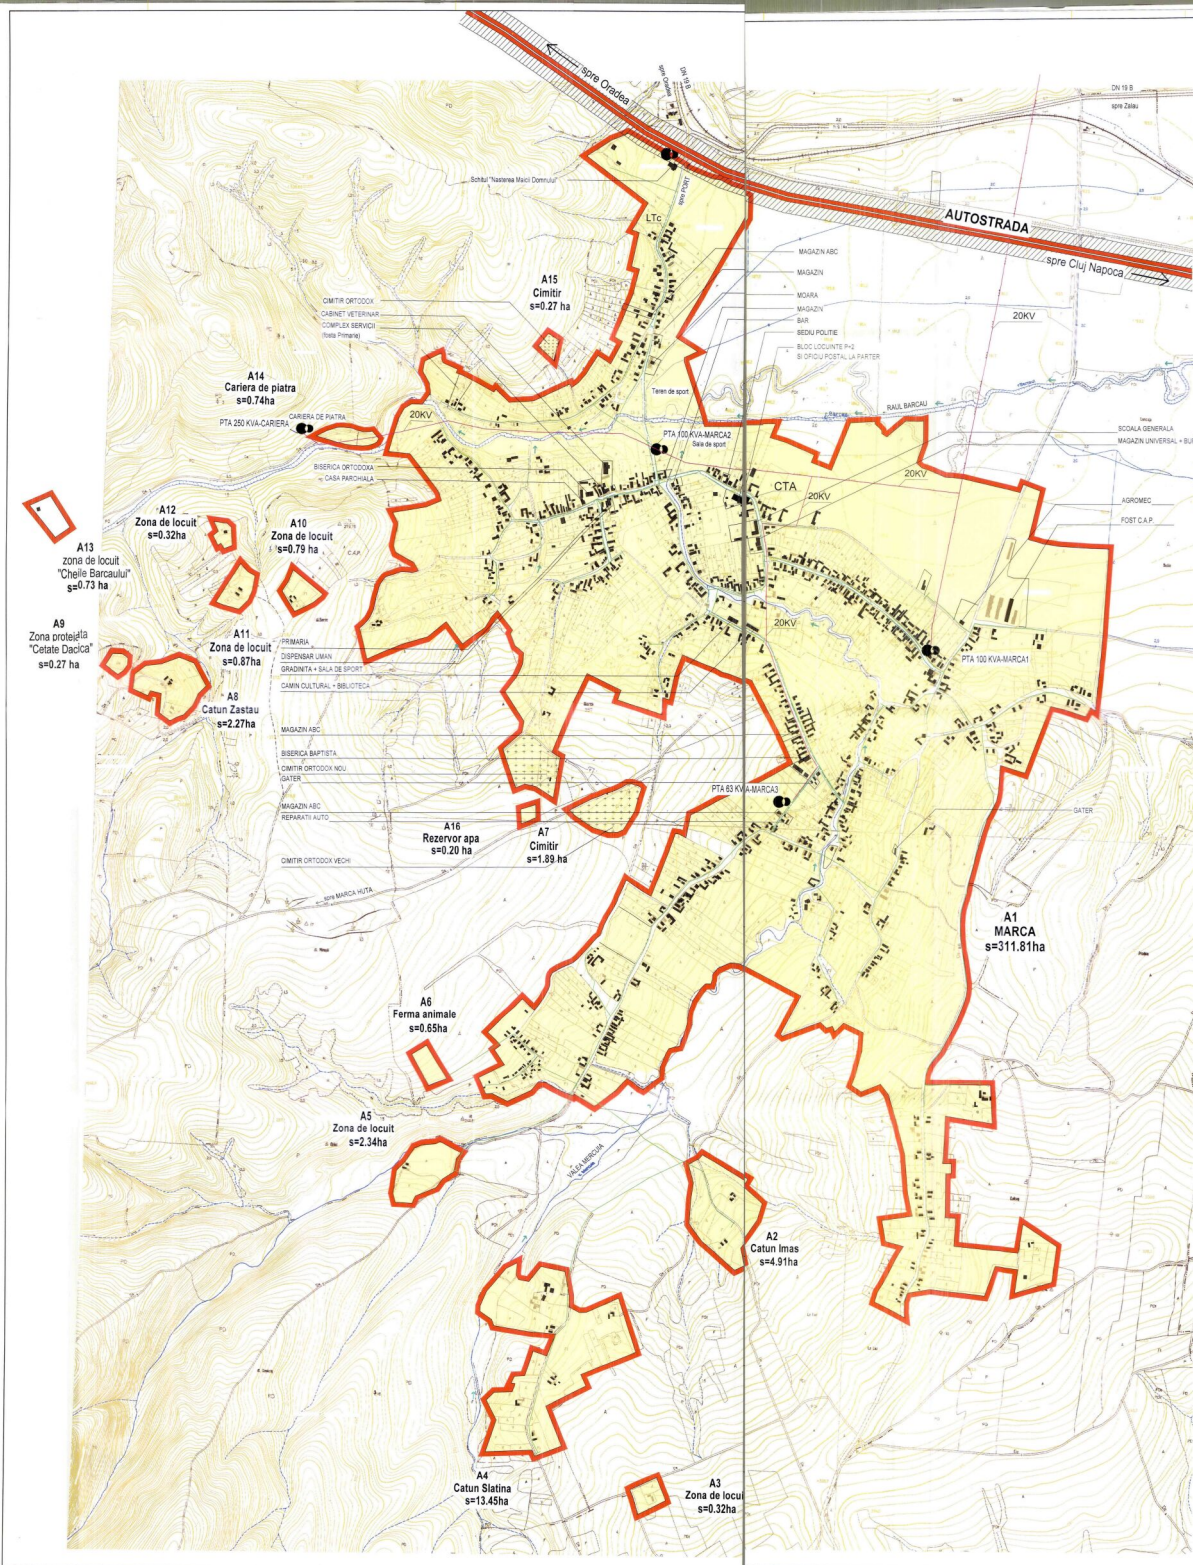 spre Oradea
spre Oradea
DN 19 B
DN 19 B
spre Zalau
Schitul "Nasterea Maicii Domnului"
spre PORT
LTc
AUTOSTRADA
spre Cluj Napoca
MAGAZIN ABC
MAGAZIN
MOARA
MAGAZIN
BAR
SEDIU POLITIE
BLOC LOCUINTE P+2
SI OFICIU POSTAL LA PARTER
20KV
A15
Cimitir
s=0.27 ha
CIMITIR ORTODOX
CABINET VETERINAR
COMPLEX SERVICII
(fosta Primarie)
A14
Cariera de piatra
s=0.74ha
CARIERA DE PIATRA
PTA 250 KVA-CARIERA
20KV
Teren de sport
RAUL BARCAU
PTA 100 KVA-MARCA2
Sala de sport
SCOALA GENERALA
MAGAZIN UNIVERSAL + BU
BISERICA ORTODOXA
CASA PAROHIALA
CTA
20KV
20KV
AGROMEC
FOST C.A.P.
A12
Zona de locuit
s=0.32ha
A10
Zona de locuit
s=0.79 ha
C.A.P.
A13
zona de locuit
"Cheile Barcaului"
s=0.73 ha
A9
Zona protejata
"Cetate Dacica"
s=0.27 ha
A11
Zona de locuit
s=0.87ha
20KV
PTA 100 KVA-MARCA1
PRIMARIA
DISPENSAR UMAN
GRADINITA + SALA DE SPORT
CAMIN CULTURAL + BIBLIOTECA
A8
Catun Zastau
s=2.27ha
MAGAZIN ABC
BISERICA BAPTISTA
CIMITIR ORTODOX NOU
GATER
MAGAZIN ABC
REPARATII AUTO
PTA 63 KVA-MARCA3
GATER
A16
Rezervor apa
s=0.20 ha
A7
Cimitir
s=1.89 ha
CIMITIR ORTODOX VECHI
spre MARCA HUTA
A1
MARCA
s=311.81ha
A6
Ferma animale
s=0.65ha
A5
Zona de locuit
s=2.34ha
VALEA MERCUIA
A2
Catun Imas
s=4.91ha
A4
Catun Slatina
s=13.45ha
A3
Zona de locui
s=0.32ha